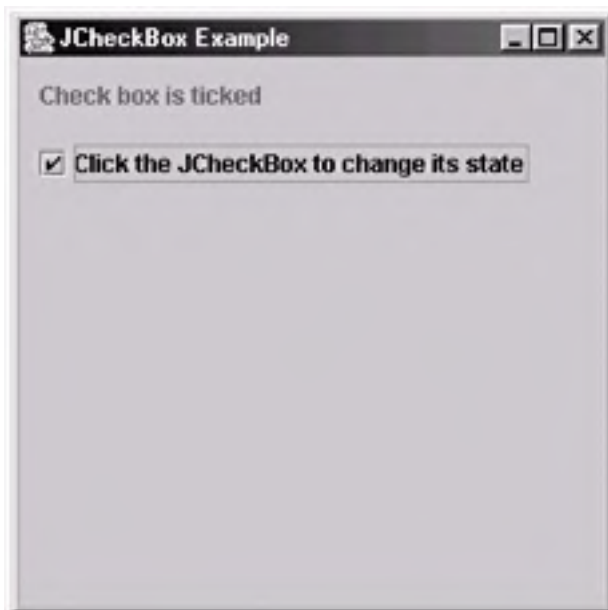 JCheckBox Example
Check box is ticked
Click the JCheckBox to change its state